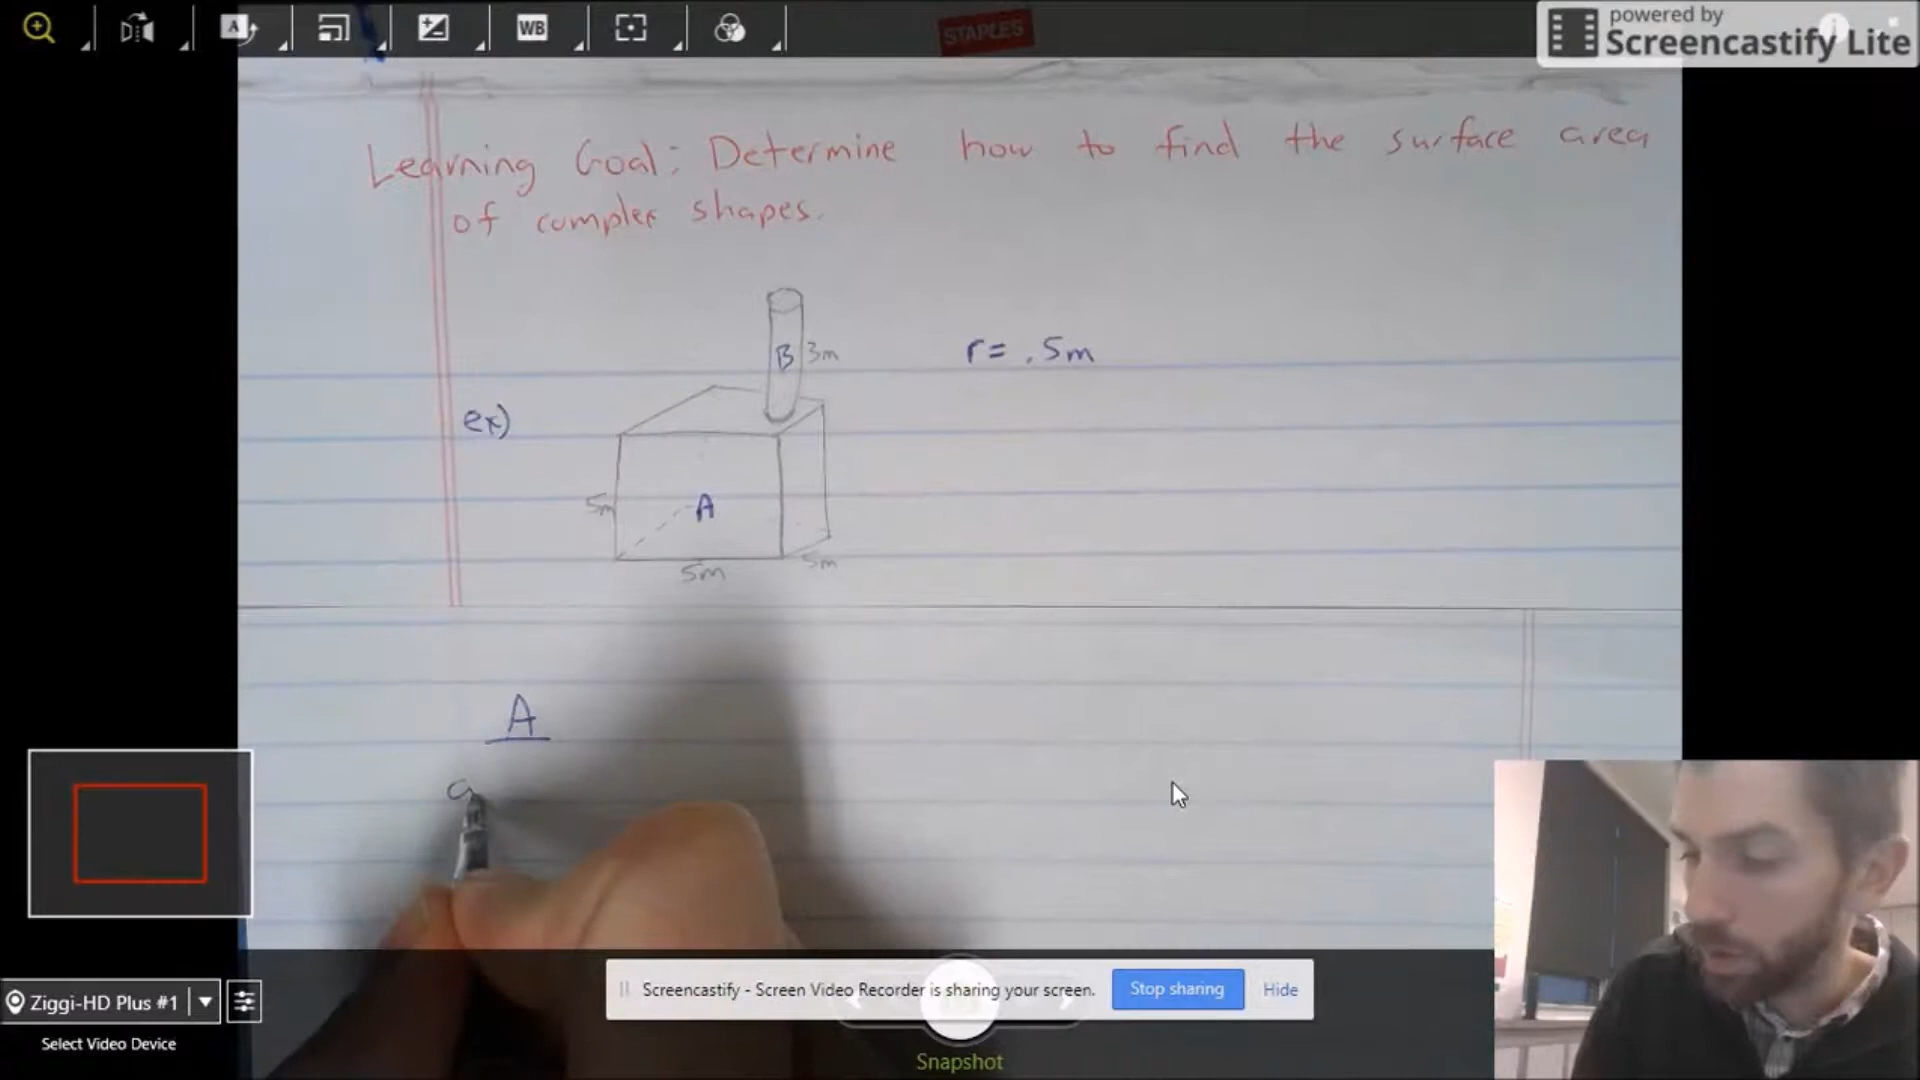 A
WB
STAPLES
powered by
Screencastify Lite
Learning Goal: Determine how to find the surface area
of complex shapes.
B 3m
r= .5m
ex)
5m
A
5m
5m
A
a
Ziggi-HD Plus #1
Select Video Device
Screencastify - Screen Video Recorder is sharing your screen.
Stop sharing
Hide
Snapshot